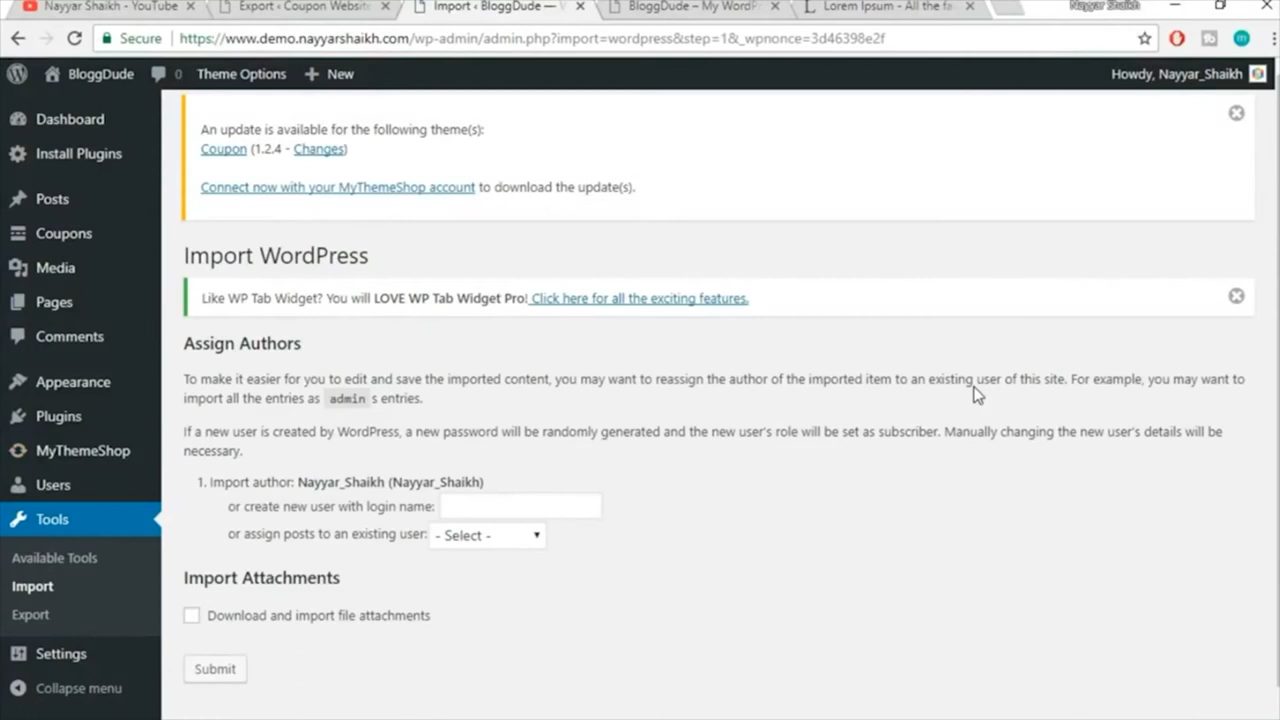 Nayyar Shaikh - YouTube
Export ‹ Coupon Website
Import ‹ BloggDude — W
BloggDude – My WordP
Lorem Ipsum - All the fa
Nayyar Shaikh
Secure https://www.demo.nayyarshaikh.com/wp-admin/admin.php?import=wordpress&step=1&_wpnonce=3d46398e2f
BloggDude 0 Theme Options + New
Howdy, Nayyar_Shaikh
Dashboard
Install Plugins
Posts
Coupons
Media
Pages
Comments
Appearance
Plugins
MyThemeShop
Users
Tools
Available Tools
Import
Export
Settings
Collapse menu
An update is available for the following theme(s):
Coupon (1.2.4 - Changes)
Connect now with your MyThemeShop account to download the update(s).
Import WordPress
Like WP Tab Widget? You will LOVE WP Tab Widget Pro! Click here for all the exciting features.
Assign Authors
To make it easier for you to edit and save the imported content, you may want to reassign the author of the imported item to an existing user of this site. For example, you may want to
import all the entries as admin s entries.
If a new user is created by WordPress, a new password will be randomly generated and the new user's role will be set as subscriber. Manually changing the new user's details will be
necessary.
1. Import author: Nayyar_Shaikh (Nayyar_Shaikh)
or create new user with login name:
or assign posts to an existing user: - Select -
Import Attachments
Download and import file attachments
Submit